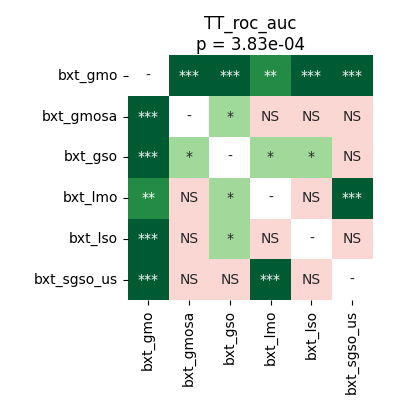 TT_roc_auc
p = 3.83e-04
bxt_gmo - *** *** ** *** ***
bxt_gmosa *** - * NS NS NS
bxt_gso *** * - * * NS
bxt_lmo ** NS * - NS ***
bxt_lso *** NS * NS - NS
bxt_sgso_us *** NS NS *** NS -
bxt_gmo bxt_gmosa bxt_gso bxt_lmo bxt_lso bxt_sgso_us